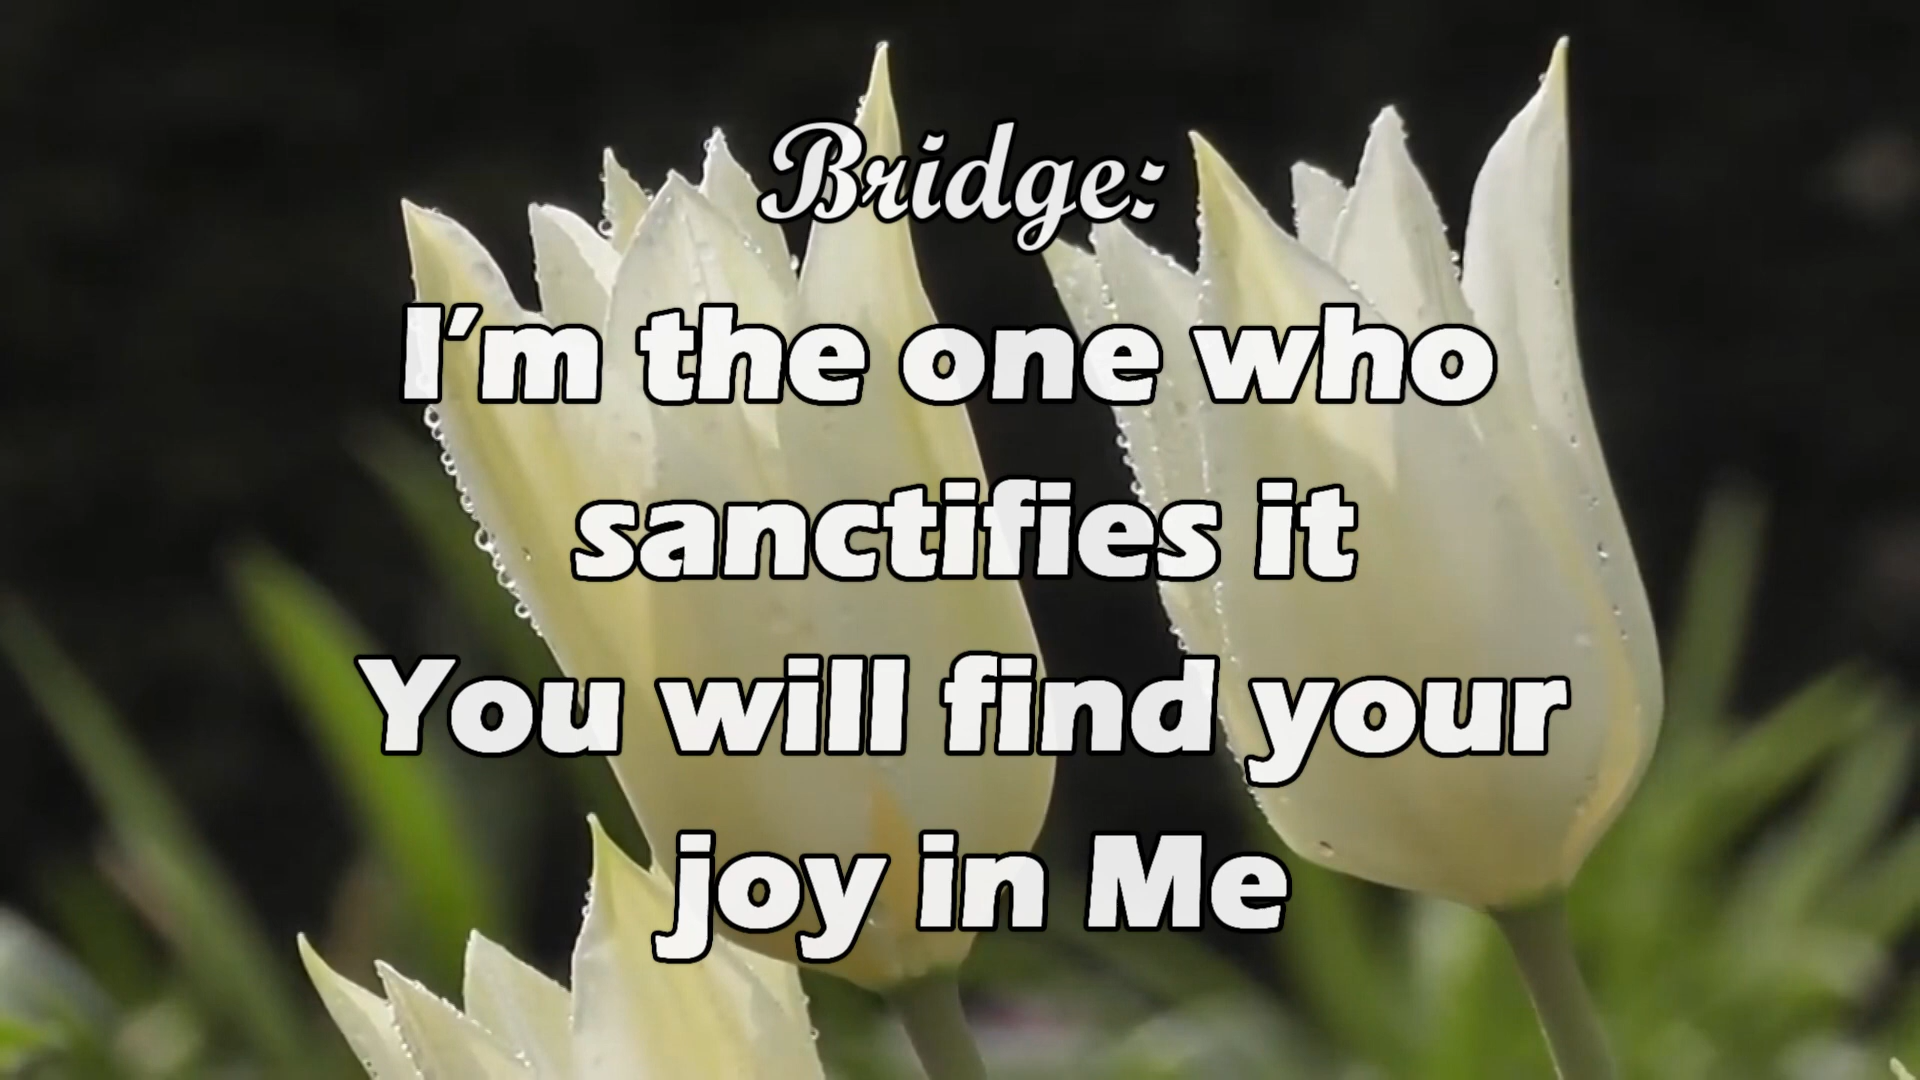 Bridge:
I'm the one who
sanctifies it
You will find your
joy in Me